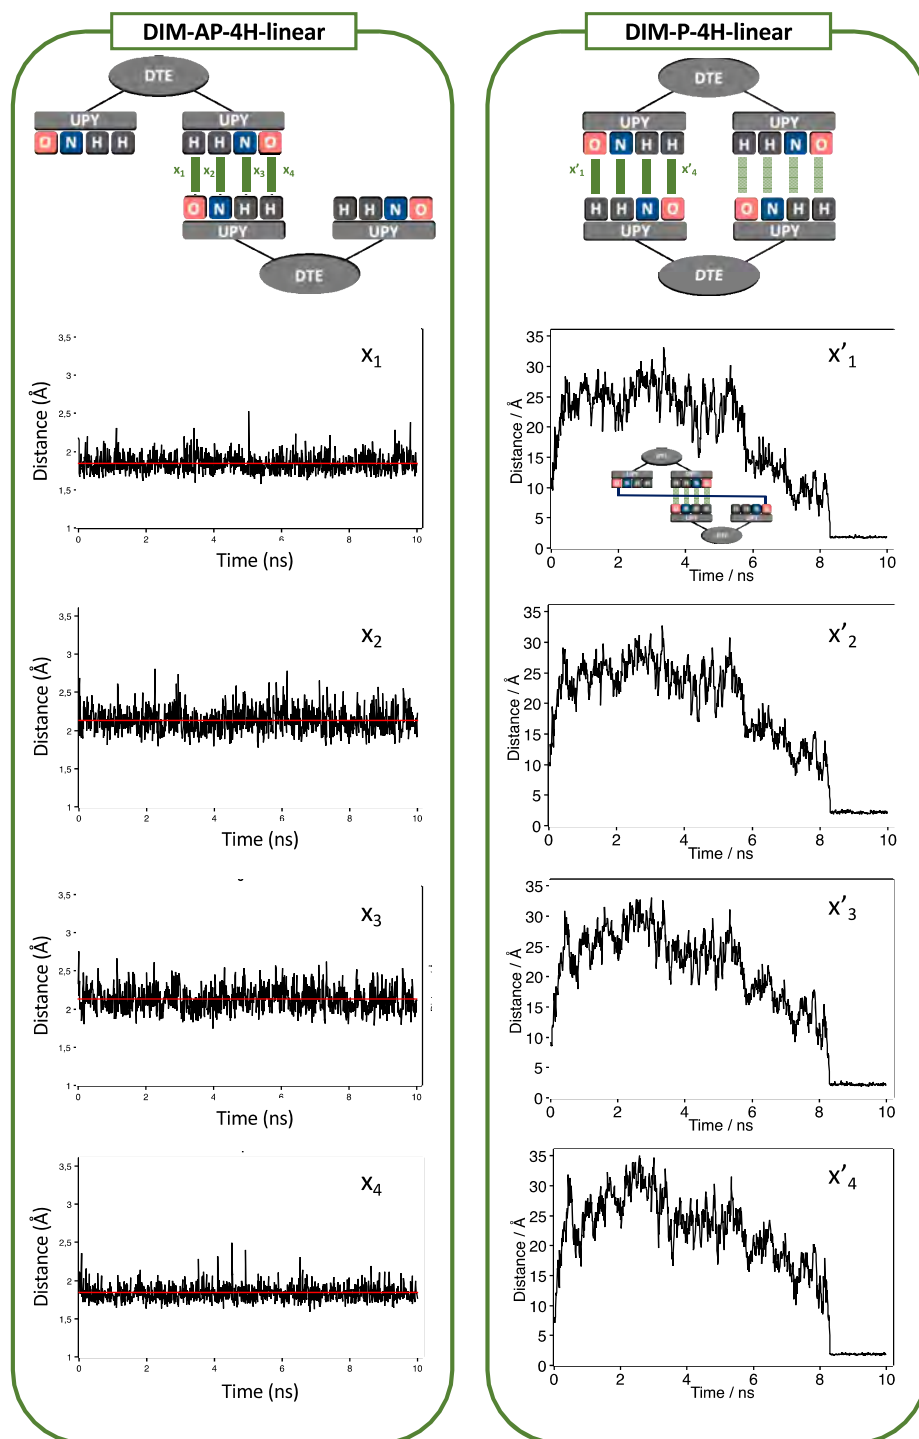 DIM-AP-4H-linear
DTE
UPY
UPY
O N H H
H H N O
x1 x2 x3 x4
O N H H
H H N O
UPY
UPY
DTE
Distance (Å)
3,5
3
2,5
2
1,5
1
x1
0 2 4 6 8 10
Time (ns)
Distance (Å)
3,5
3
2,5
2
1,5
1
x2
0 2 4 6 8 10
Time (ns)
Distance (Å)
3,5
3
2,5
2
1,5
1
x3
0 2 4 6 8 10
Time (ns)
Distance (Å)
3,5
3
2,5
2
1,5
1
x4
0 2 4 6 8 10
Time (ns)
DIM-P-4H-linear
DTE
UPY
UPY
O N H H
H H N O
x'1 x'4
H H N O
O N H H
UPY
UPY
DTE
Distance / Å
35
30
25
20
15
10
5
0
x'1
0 2 4 6 8 10
Time / ns
Distance / Å
35
30
25
20
15
10
5
0
x'2
0 2 4 6 8 10
Time / ns
Distance / Å
35
30
25
20
15
10
5
0
x'3
0 2 4 6 8 10
Time / ns
Distance / Å
35
30
25
20
15
10
5
0
x'4
0 2 4 6 8 10
Time / ns